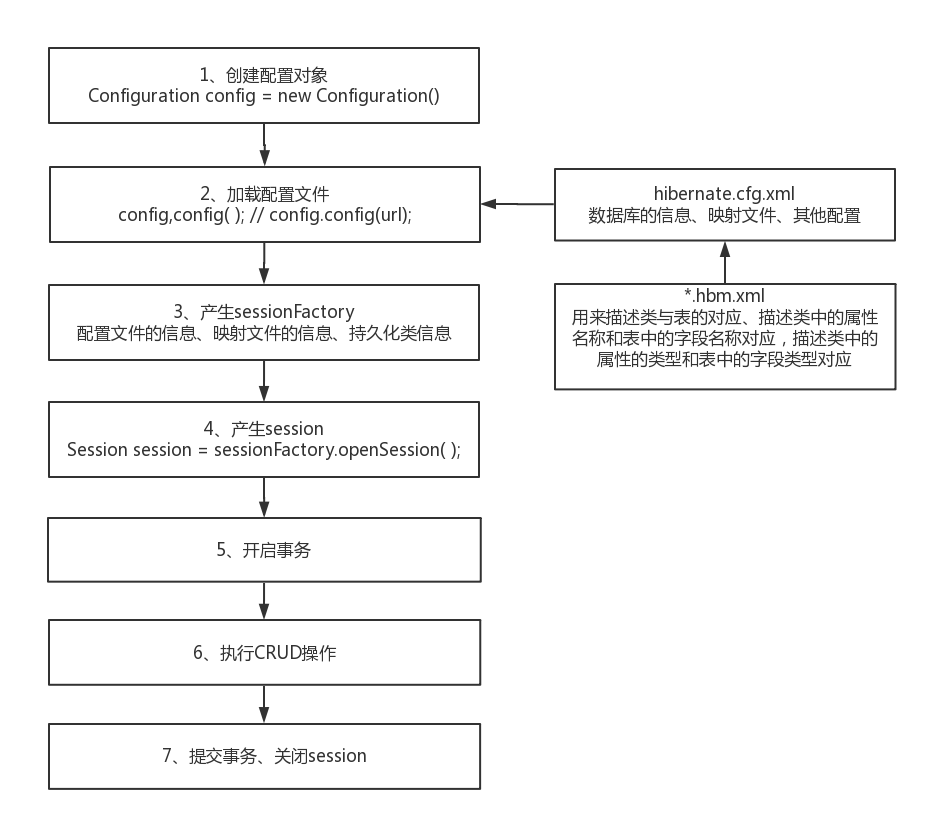 1、创建配置对象
Configuration config = new Configuration()
2、加载配置文件
config,config( ); // config.config(url);
hibernate.cfg.xml
数据库的信息、映射文件、其他配置
*.hbm.xml
用来描述类与表的对应、描述类中的属性
名称和表中的字段名称对应，描述类中的
属性的类型和表中的字段类型对应
3、产生sessionFactory
配置文件的信息、映射文件的信息、持久化类信息
4、产生session
Session session = sessionFactory.openSession( );
5、开启事务
6、执行CRUD操作
7、提交事务、关闭session